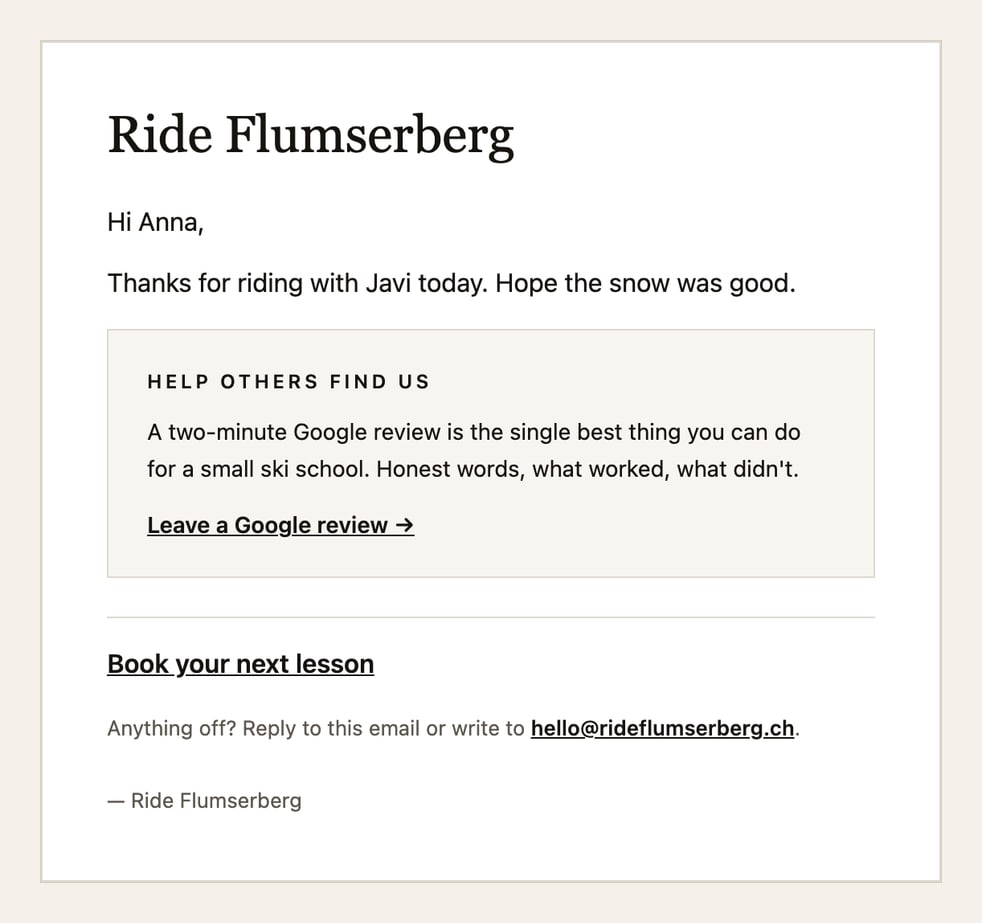 Ride Flumserberg
Hi Anna,
Thanks for riding with Javi today. Hope the snow was good.
HELP OTHERS FIND US
A two-minute Google review is the single best thing you can do
for a small ski school. Honest words, what worked, what didn't.
Leave a Google review →
Book your next lesson
Anything off? Reply to this email or write to hello@rideflumserberg.ch.
— Ride Flumserberg